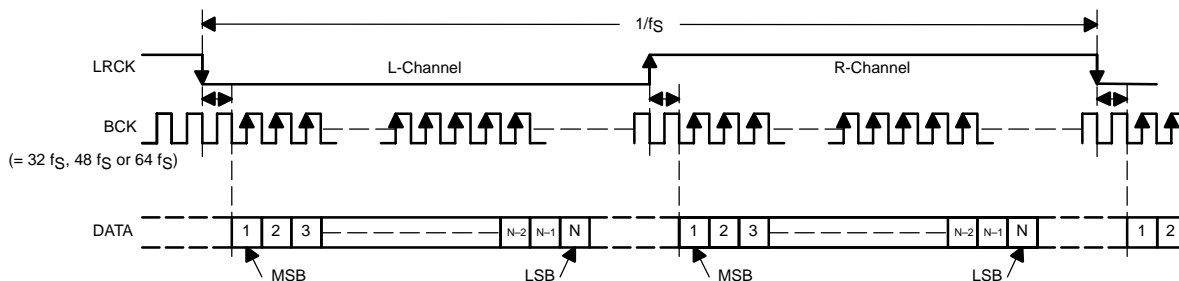 1/fS
LRCK
L-Channel
R-Channel
BCK
(= 32 fS, 48 fS or 64 fS)
DATA
1 2 3 N–2 N–1 N 1 2 3 N–2 N–1 N 1 2
MSB LSB MSB LSB